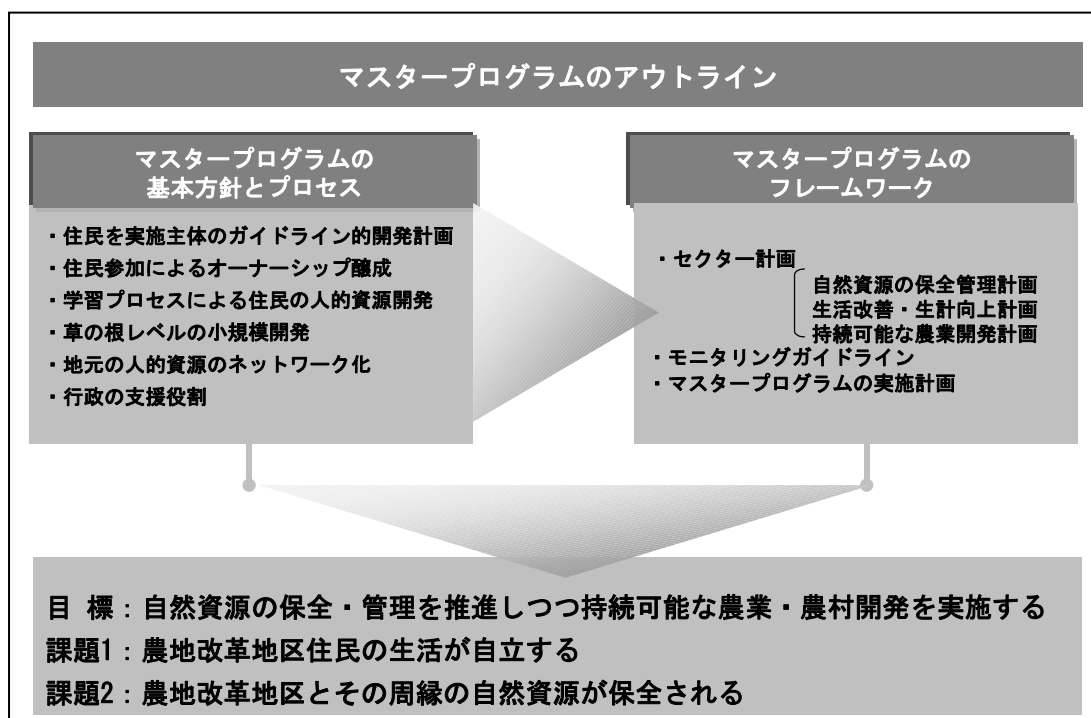 マスタープログラムのアウトライン
マスタープログラムの
基本方針とプロセス
・住民を実施主体のガイドライン的開発計画
・住民参加によるオーナーシップ醸成
・学習プロセスによる住民の人的資源開発
・草の根レベルの小規模開発
・地元の人的資源のネットワーク化
・行政の支援役割
マスタープログラムの
フレームワーク
・セクター計画
自然資源の保全管理計画
生活改善・生計向上計画
持続可能な農業開発計画
・モニタリングガイドライン
・マスタープログラムの実施計画
目 標：自然資源の保全・管理を推進しつつ持続可能な農業・農村開発を実施する
課題1：農地改革地区住民の生活が自立する
課題2：農地改革地区とその周縁の自然資源が保全される